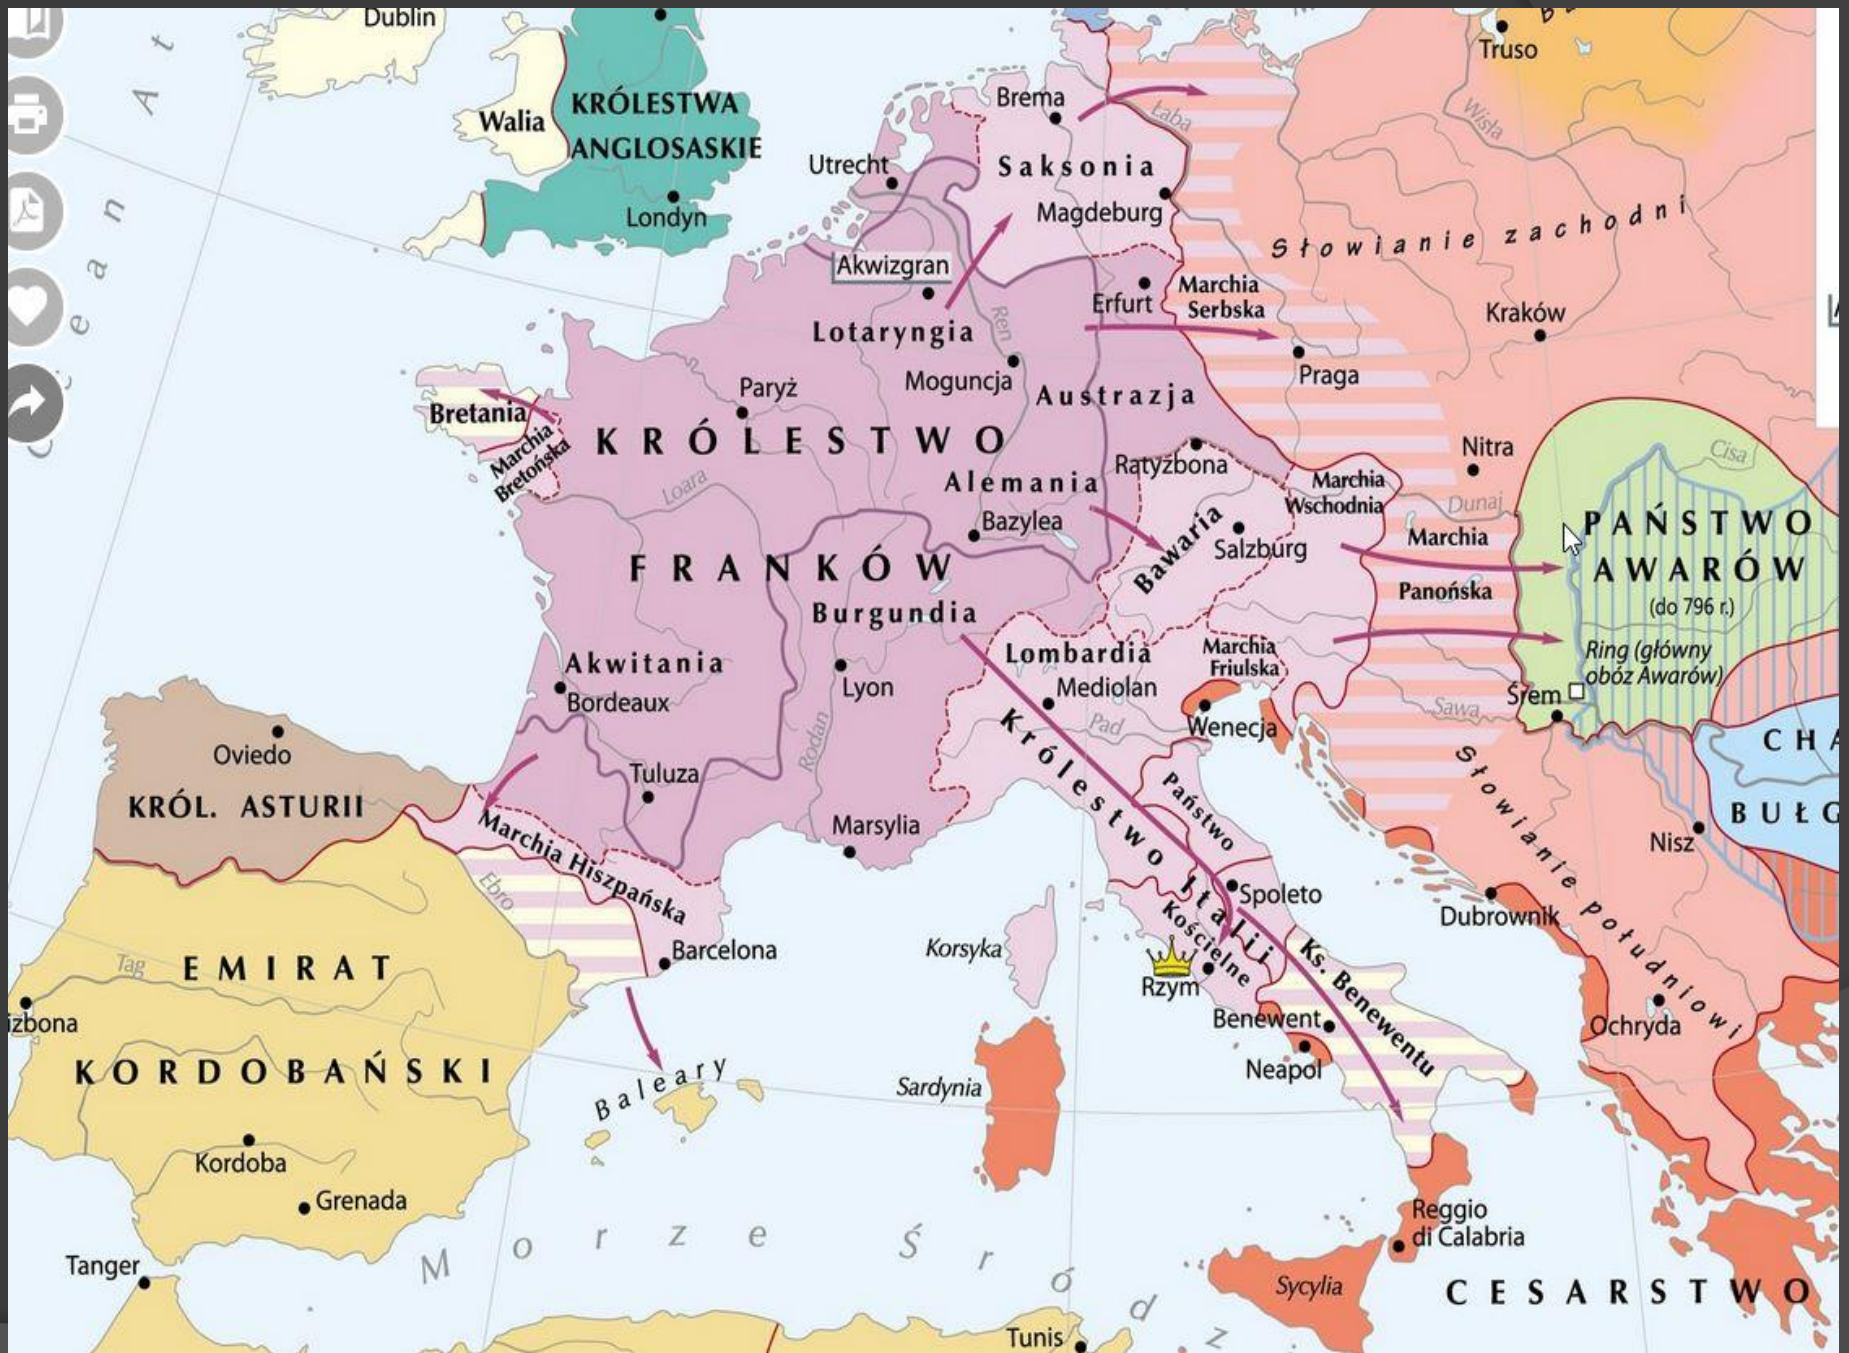 Dublin
Truso
Walia
KRÓLESTWA
ANGLOSASKIE
Londyn
Brema
Łaba
Wisła
Utrecht
Saksonia
Magdeburg
Słowianie zachodni
Akwizgran
Erfurt
Marchia
Serbska
Kraków
Lotaryngia
Ren
Praga
Moguncja
Austrazja
Paryż
Bretania
Marchia
Bretońska
KRÓLESTWO
FRANKÓW
Loara
Ratyzbona
Nitra
Cisa
Alemania
Marchia
Wschodnia
Dunaj
Bazylea
Bawaria
Salzburg
Marchia
Panońska
PAŃSTWO
AWARÓW
(do 796 r.)
Ring (główny
obóz Awarów)
Śrem
Burgundia
Lombardia
Marchia
Friulska
Akwitania
Bordeaux
Lyon
Mediolan
Wenecja
Pad
Sawa
Rodan
Oviedo
KRÓL. ASTURII
Tuluza
Marsylia
Królestwo Italii
Państwo
Kościelne
CHA
BUŁG
Nisz
Słowianie południowi
Marchia Hiszpańska
Ebro
Barcelona
Spoleto
Dubrownik
Korsyka
Rzym
Ks. Benewentu
Benewent
Neapol
Ochryda
Tag
EMIRAT
KORDOBAŃSKI
izbona
Baleary
Sardynia
Kordoba
Grenada
Reggio
di Calabria
Tanger
Morze Śródz
Sycylia
CESARSTWO
Tunis